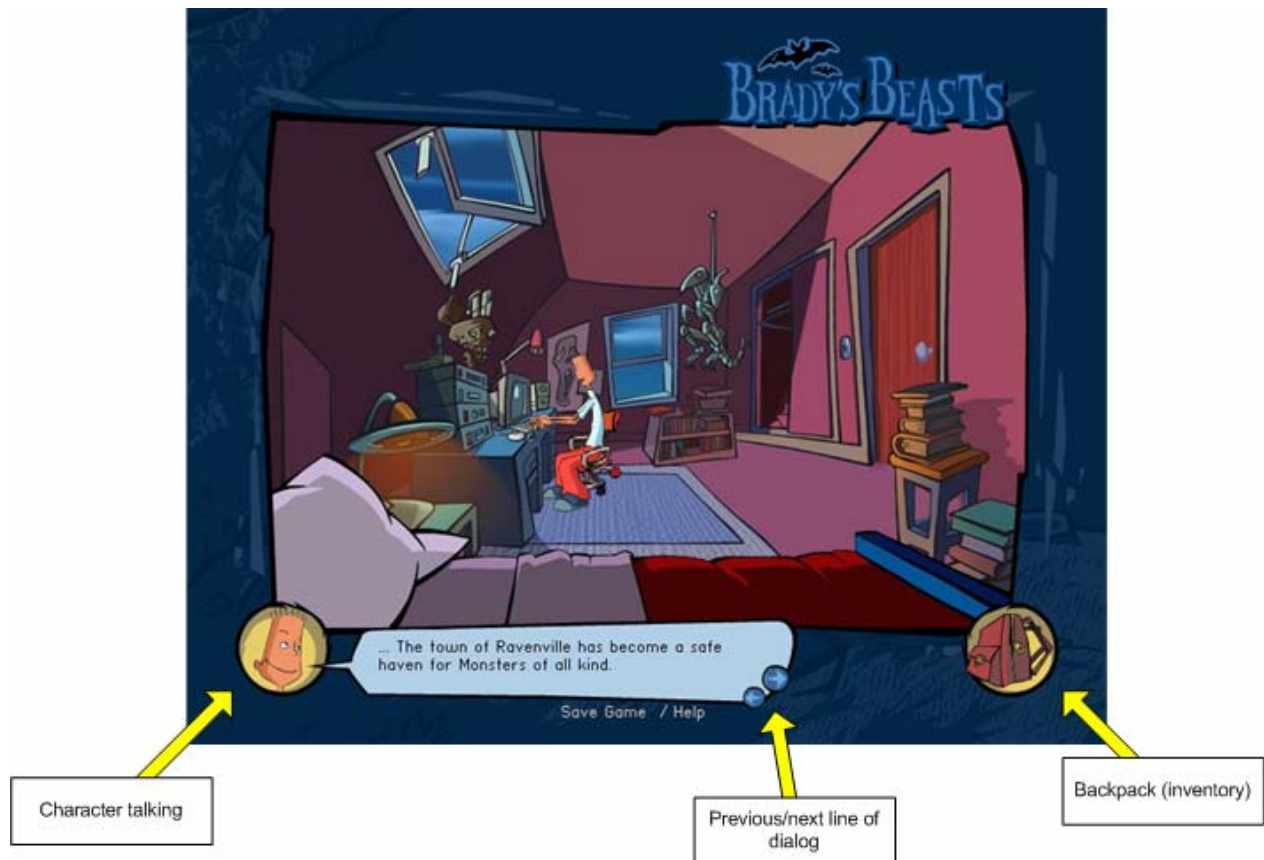 BRADY'S BEASTS
... The town of Ravenville has become a safe
haven for Monsters of all kind.
Save Game / Help
Character talking
Previous/next line of
dialog
Backpack (inventory)